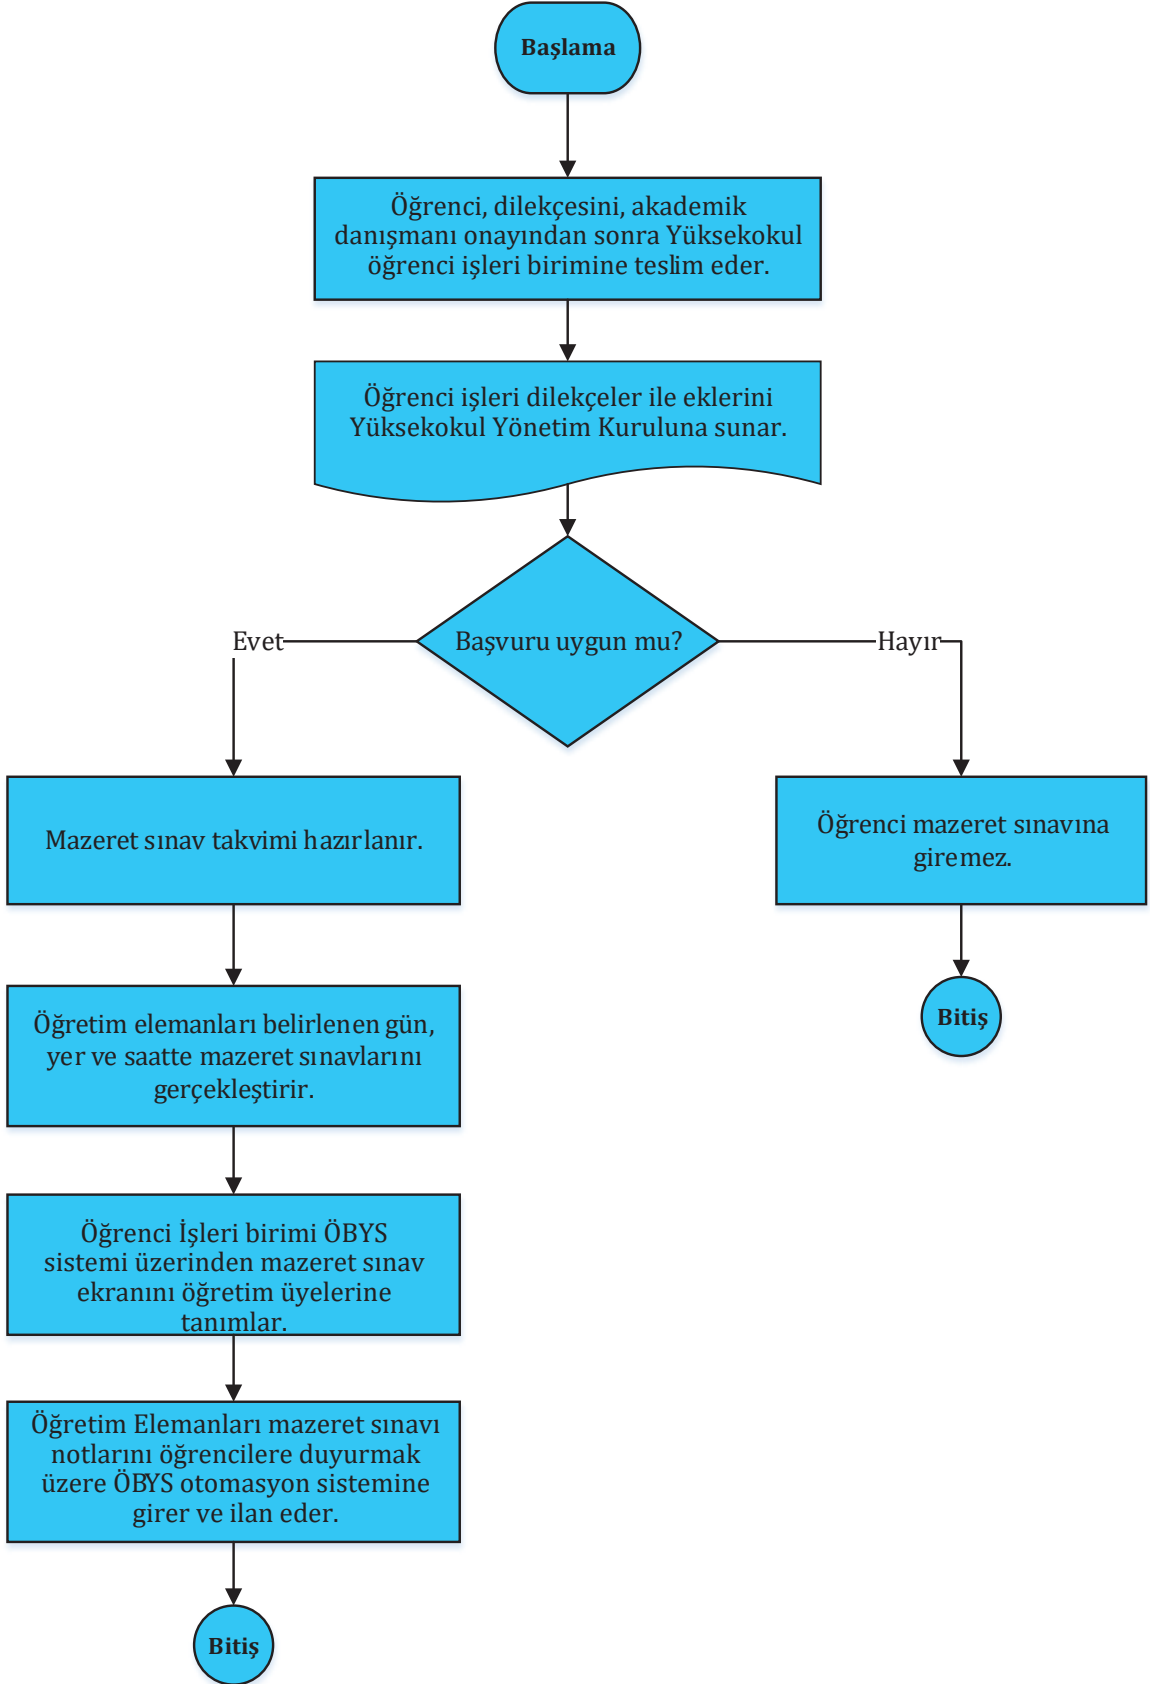 Başlama
Öğrenci, dilekçesini, akademik
danışmanı onayından sonra Yüksekokul
öğrenci işleri birimine teslim eder.
Öğrenci işleri dilekçeler ile eklerini
Yüksekokul Yönetim Kuruluna sunar.
Başvuru uygun mu?
Evet
Hayır
Mazeret sınav takvimi hazırlanır.
Öğrenci mazeret sınavına
giremez.
Öğretim elemanları belirlenen gün,
yer ve saatte mazeret sınavlarını
gerçekleştirir.
Bitiş
Öğrenci İşleri birimi ÖBYS
sistemi üzerinden mazeret sınav
ekranını öğretim üyelerine
tanımlar.
Öğretim Elemanları mazeret sınavı
notlarını öğrencilere duyurmak
üzere ÖBYS otomasyon sistemine
girer ve ilan eder.
Bitiş